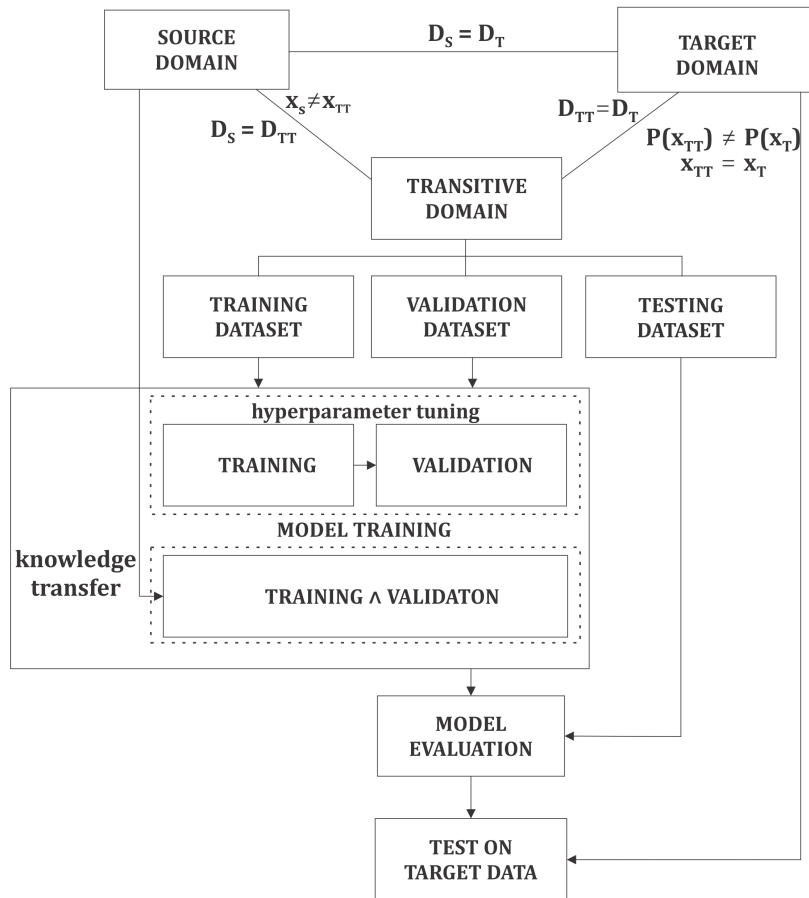 SOURCE
DOMAIN
D_S = D_T
TARGET
DOMAIN
x_s ≠ x_TT
D_S = D_TT
D_TT = D_T
P(x_TT) ≠ P(x_T)
x_TT = x_T
TRANSITIVE
DOMAIN
TRAINING
DATASET
VALIDATION
DATASET
TESTING
DATASET
hyperparameter tuning
TRAINING
VALIDATION
MODEL TRAINING
knowledge
transfer
TRAINING ∧ VALIDATON
MODEL
EVALUATION
TEST ON
TARGET DATA